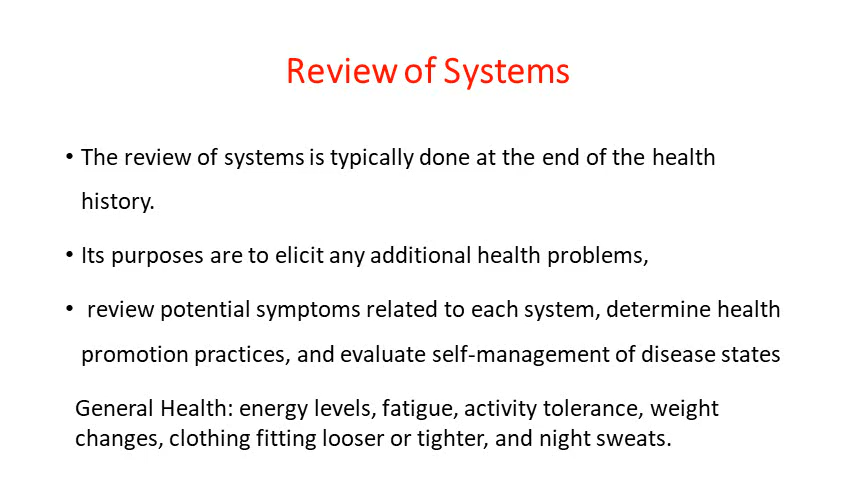 Review of Systems
• The review of systems is typically done at the end of the health
history.
• Its purposes are to elicit any additional health problems,
• review potential symptoms related to each system, determine health
promotion practices, and evaluate self-management of disease states
General Health: energy levels, fatigue, activity tolerance, weight
changes, clothing fitting looser or tighter, and night sweats.